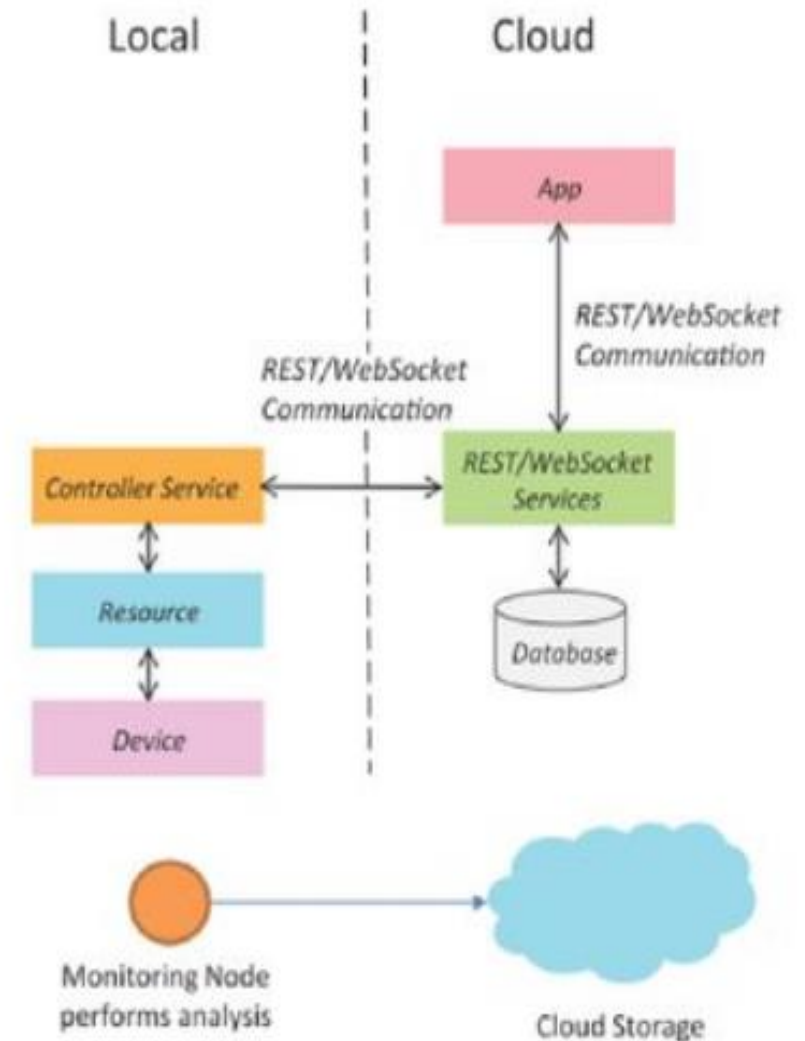 Local
Cloud
App
REST/WebSocket
Communication
REST/WebSocket
Communication
Controller Service
REST/WebSocket
Services
Resource
Database
Device
Monitoring Node
performs analysis
Cloud Storage